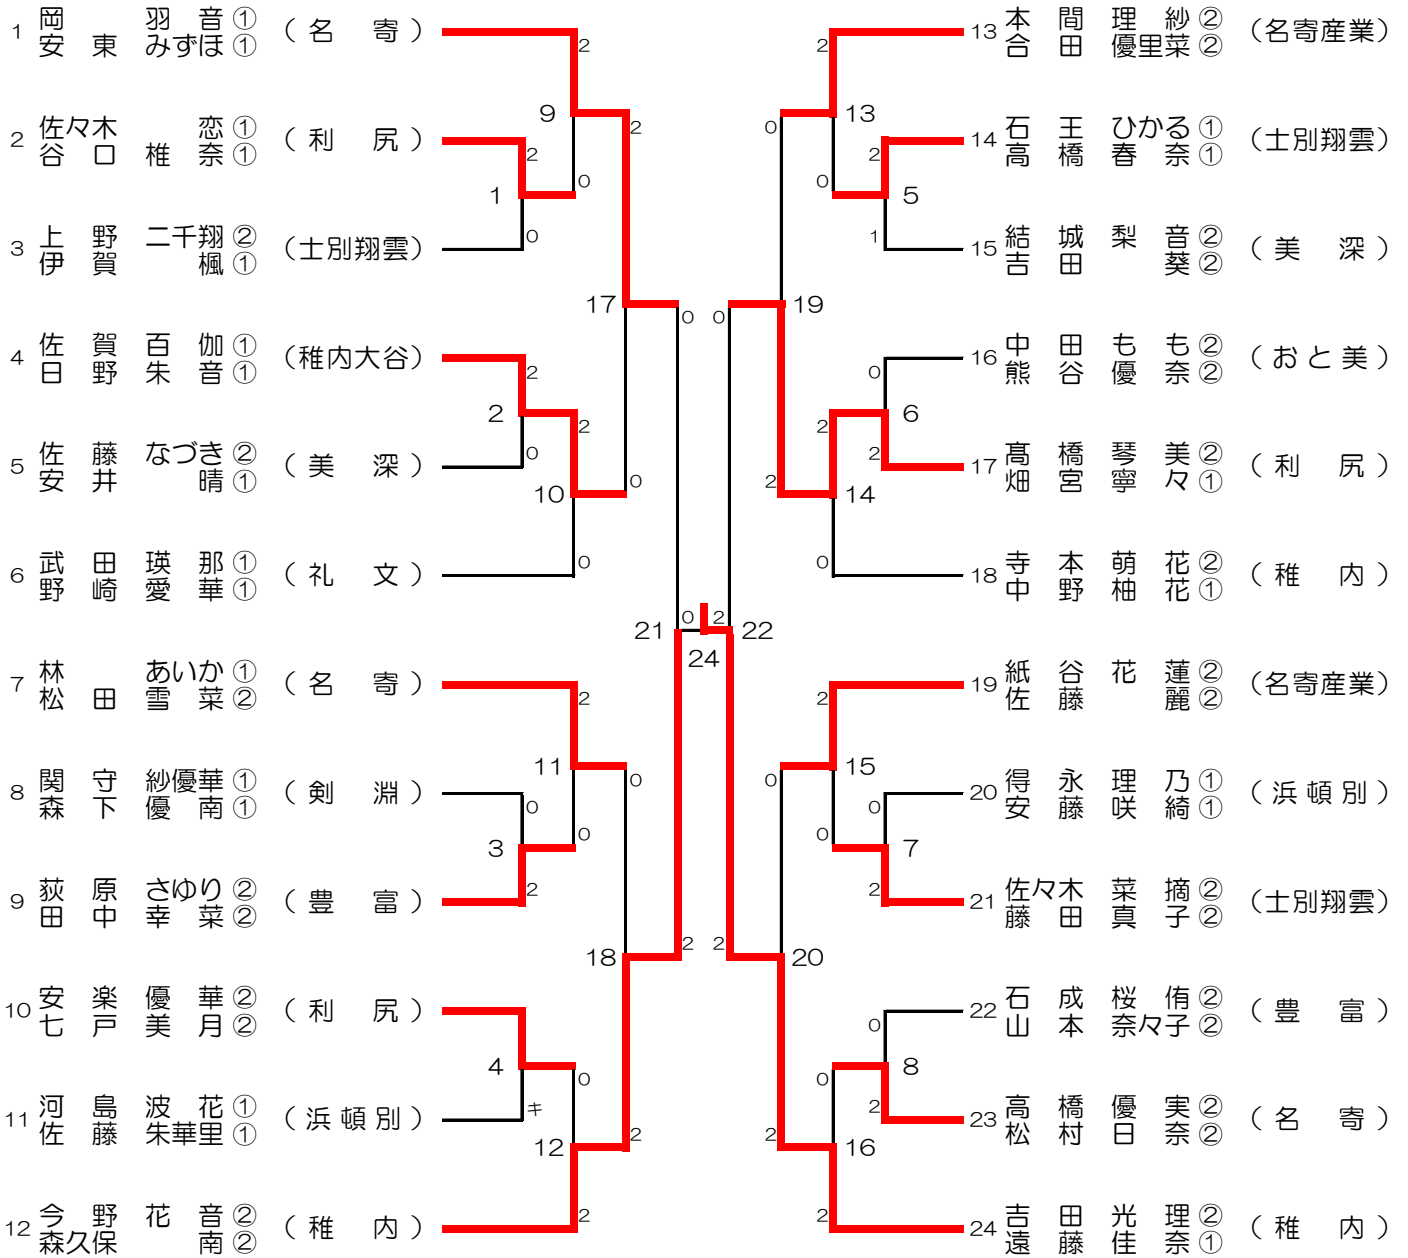 1 岡 羽 音 ① (名 寄)
安 東 みずほ ①
2 佐々木 恋 ① (利 尻)
谷 口 椎 奈 ①
3 上 野 二千翔 ② (士別翔雲)
伊 賀 楓 ①
4 佐 賀 百 伽 ① (稚内大谷)
日 野 朱 音 ①
5 佐 藤 なづき ② (美 深)
安 井 晴 ①
6 武 田 瑛 那 ① (礼 文)
野 崎 愛 華 ①
7 林 あいか ① (名 寄)
松 田 雪 菜 ②
8 関 守 紗優華 ① (剣 淵)
森 下 優 南 ①
9 荻 原 さゆり ② (豊 富)
田 中 幸 菜 ②
10 安 楽 優 華 ② (利 尻)
七 戸 美 月 ②
11 河 島 波 花 ① (浜頓別)
佐 藤 朱華里 ①
12 今 野 花 音 ② (稚 内)
森久保 南 ②
2
9
2
2
1
0
0
17
0
2
2
0
2
10
0
0
21
0
24
2
11
0
0
3
0
2
18
2
4
キ
0
12
2
2
2
13
0
2
5
0
1
19
0
0
6
2
2
14
2
0
22
2
2
15
0
0
7
0
2
20
2
0
8
2
0
16
2
2
13 本 間 理 紗 ② (名寄産業)
合 田 優里菜 ②
14 石 王 ひかる ① (士別翔雲)
高 橋 春 奈 ①
15 結 城 梨 音 ② (美 深)
吉 田 葵 ②
16 中 田 も も ② (おと美)
熊 谷 優 奈 ②
17 髙 橋 琴 美 ② (利 尻)
畑 宮 寧 々 ①
18 寺 本 萌 花 ② (稚 内)
中 野 柚 花 ①
19 紙 谷 花 蓮 ② (名寄産業)
佐 藤 麗 ②
20 得 永 理 乃 ① (浜頓別)
安 藤 咲 綺 ①
21 佐々木 菜 摘 ② (士別翔雲)
藤 田 真 子 ②
22 石 成 桜 侑 ② (豊 富)
山 本 奈々子 ②
23 高 橋 優 実 ② (名 寄)
松 村 日 奈 ②
24 吉 田 光 理 ② (稚 内)
遠 藤 佳 奈 ①